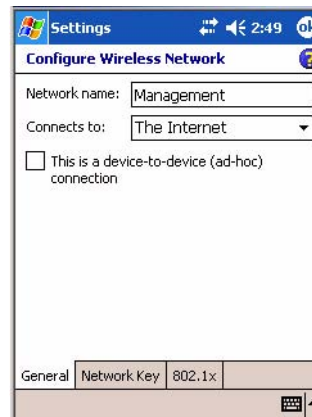 Settings 2:49 ok
Configure Wireless Network ?
Network name: Management
Connects to: The Internet
This is a device-to-device (ad-hoc)
connection
General Network Key 802.1x